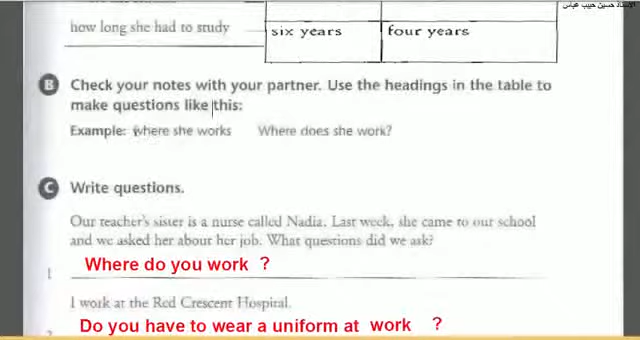 الاستاذ حسين حبيب عباس
how long she had to study
six years four years
B Check your notes with your partner. Use the headings in the table to
make questions like this:
Example: where she works Where does she work?
C Write questions.
Our teacher's sister is a nurse called Nadia. Last week, she came to our school
and we asked her about her job. What questions did we ask?
1 Where do you work ?
I work at the Red Crescent Hospital.
2 Do you have to wear a uniform at work ?